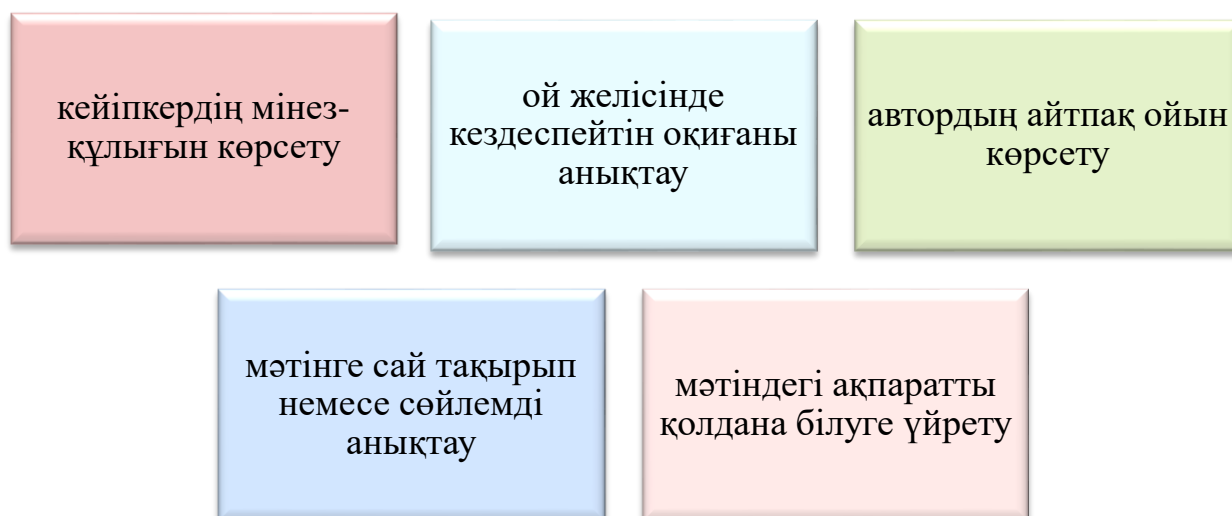 кейіпкердің мінез-
құлығын көрсету
ой желісінде
кездеспейтін оқиғаны
анықтау
автордың айтпақ ойын
көрсету
мәтінге сай тақырып
немесе сөйлемді
анықтау
мәтіндегі ақпаратты
қолдана білуге үйрету